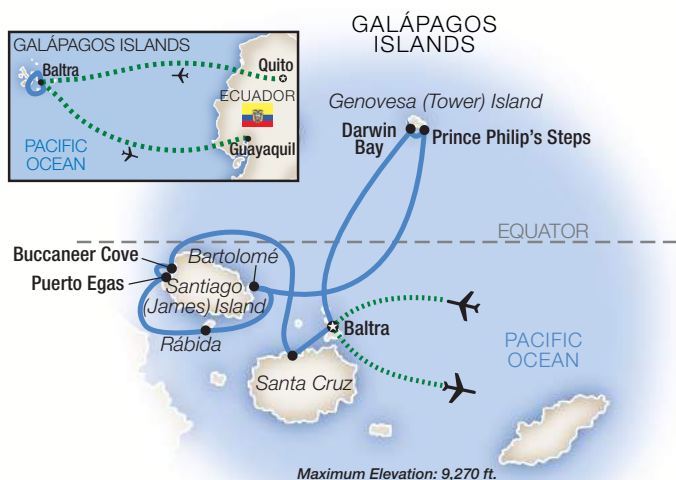 GALÁPAGOS ISLANDS
Baltra
Quito
ECUADOR
PACIFIC
OCEAN
Guayaquil
GALÁPAGOS
ISLANDS
Genovesa (Tower) Island
Darwin
Bay
Prince Philip's Steps
EQUATOR
Buccaneer Cove
Bartolomé
Puerto Egas
Santiago
(James) Island
Rábida
Baltra
PACIFIC
OCEAN
Santa Cruz
Maximum Elevation: 9,270 ft.